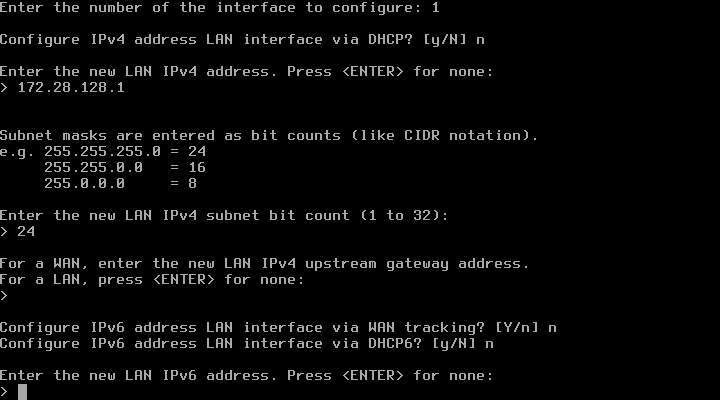 Enter the number of the interface to configure: 1
Configure IPv4 address LAN interface via DHCP? [y/N] n
Enter the new LAN IPv4 address. Press <ENTER> for none:
> 172.28.128.1
Subnet masks are entered as bit counts (like CIDR notation).
e.g. 255.255.255.0 = 24
     255.255.0.0   = 16
     255.0.0.0     = 8
Enter the new LAN IPv4 subnet bit count (1 to 32):
> 24
For a WAN, enter the new LAN IPv4 upstream gateway address.
For a LAN, press <ENTER> for none:
>
Configure IPv6 address LAN interface via WAN tracking? [Y/n] n
Configure IPv6 address LAN interface via DHCP6? [y/N] n
Enter the new LAN IPv6 address. Press <ENTER> for none:
>